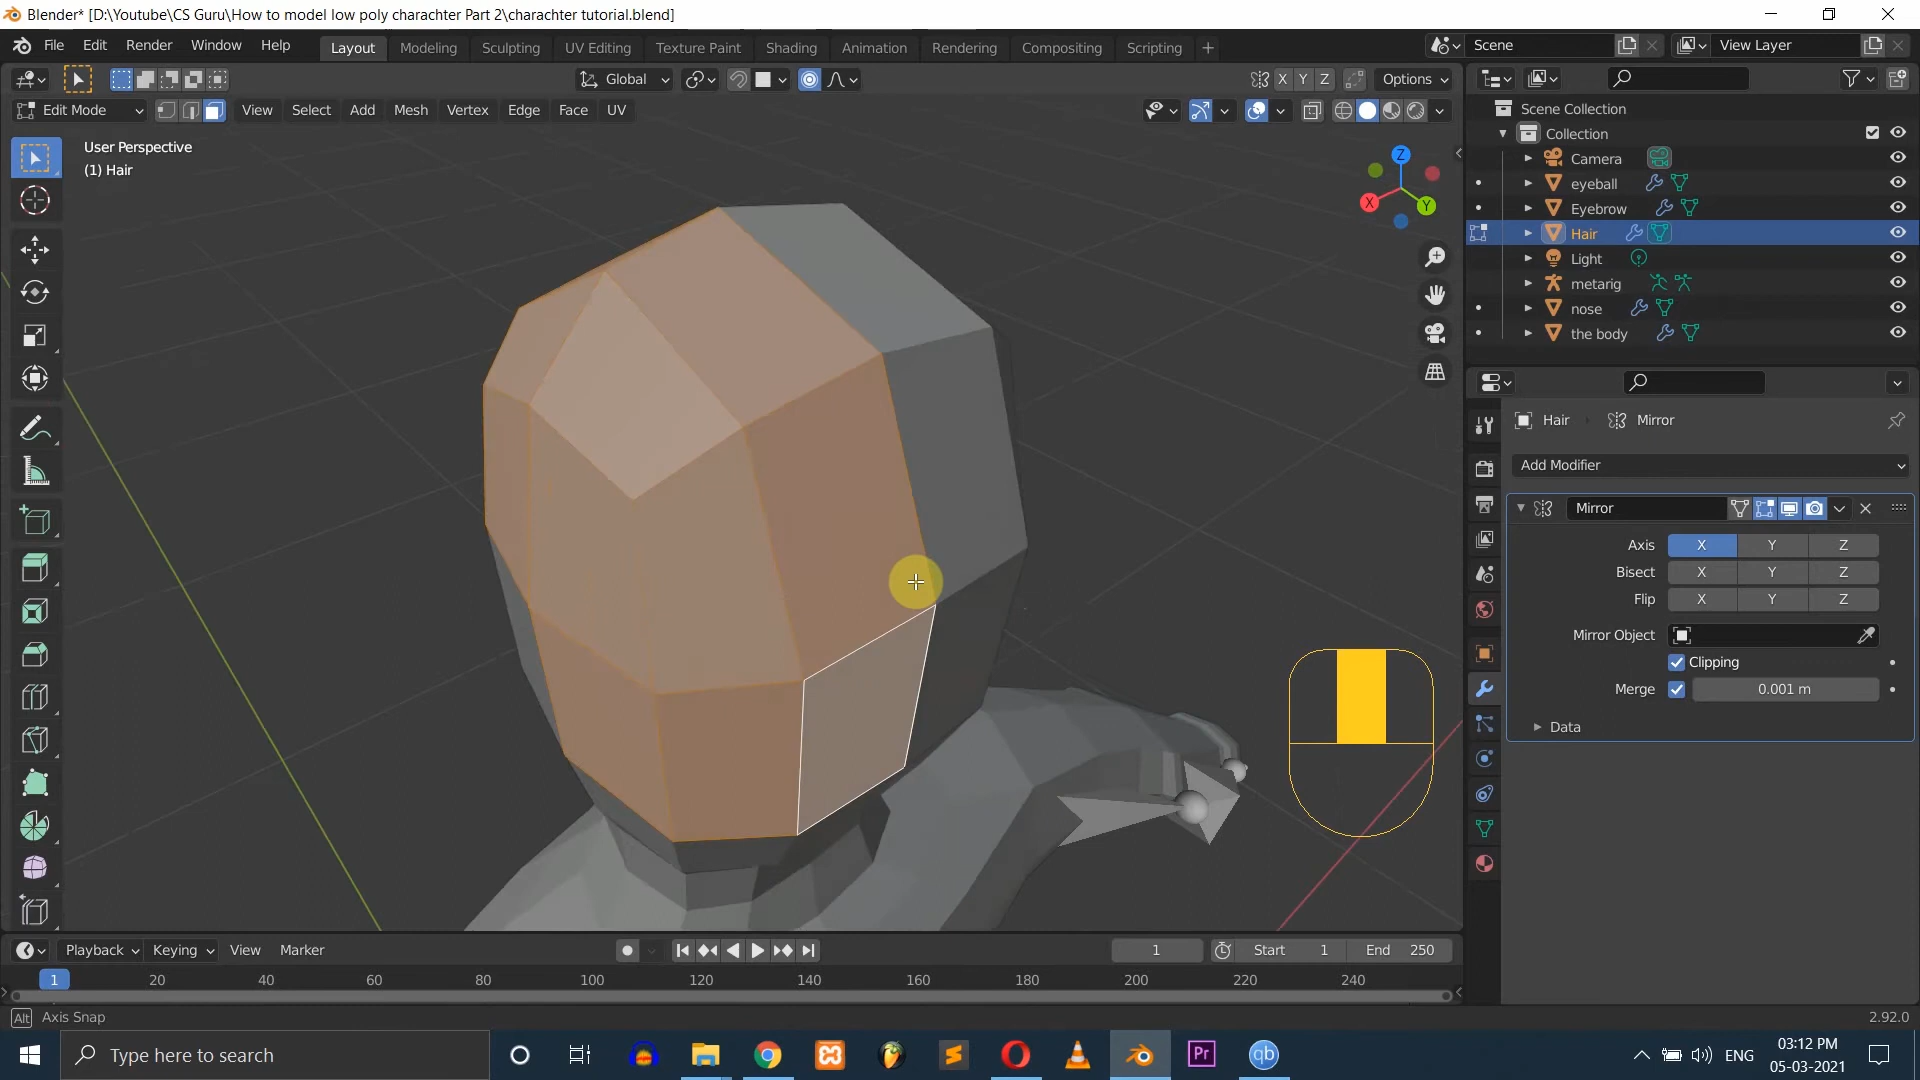 Blender* [D:\Youtube\CS Guru\How to model low poly charachter Part 2\charachter tutorial.blend]
File Edit Render Window Help Layout Modeling Sculpting UV Editing Texture Paint Shading Animation Rendering Compositing Scripting + Scene View Layer
Global X Y Z Options
Edit Mode View Select Add Mesh Vertex Edge Face UV
User Perspective
(1) Hair
Z
X
Y
Scene Collection
Collection
Camera
eyeball
Eyebrow
Hair
Light
metarig
nose
the body
Hair Mirror
Add Modifier
Mirror
Axis X Y Z
Bisect X Y Z
Flip X Y Z
Mirror Object
Clipping
Merge 0.001 m
Data
Playback Keying View Marker 1 Start 1 End 250
1 20 40 60 80 100 120 140 160 180 200 220 240
Alt Axis Snap 2.92.0
Type here to search
Pr
qb
ENG
03:12 PM
05-03-2021